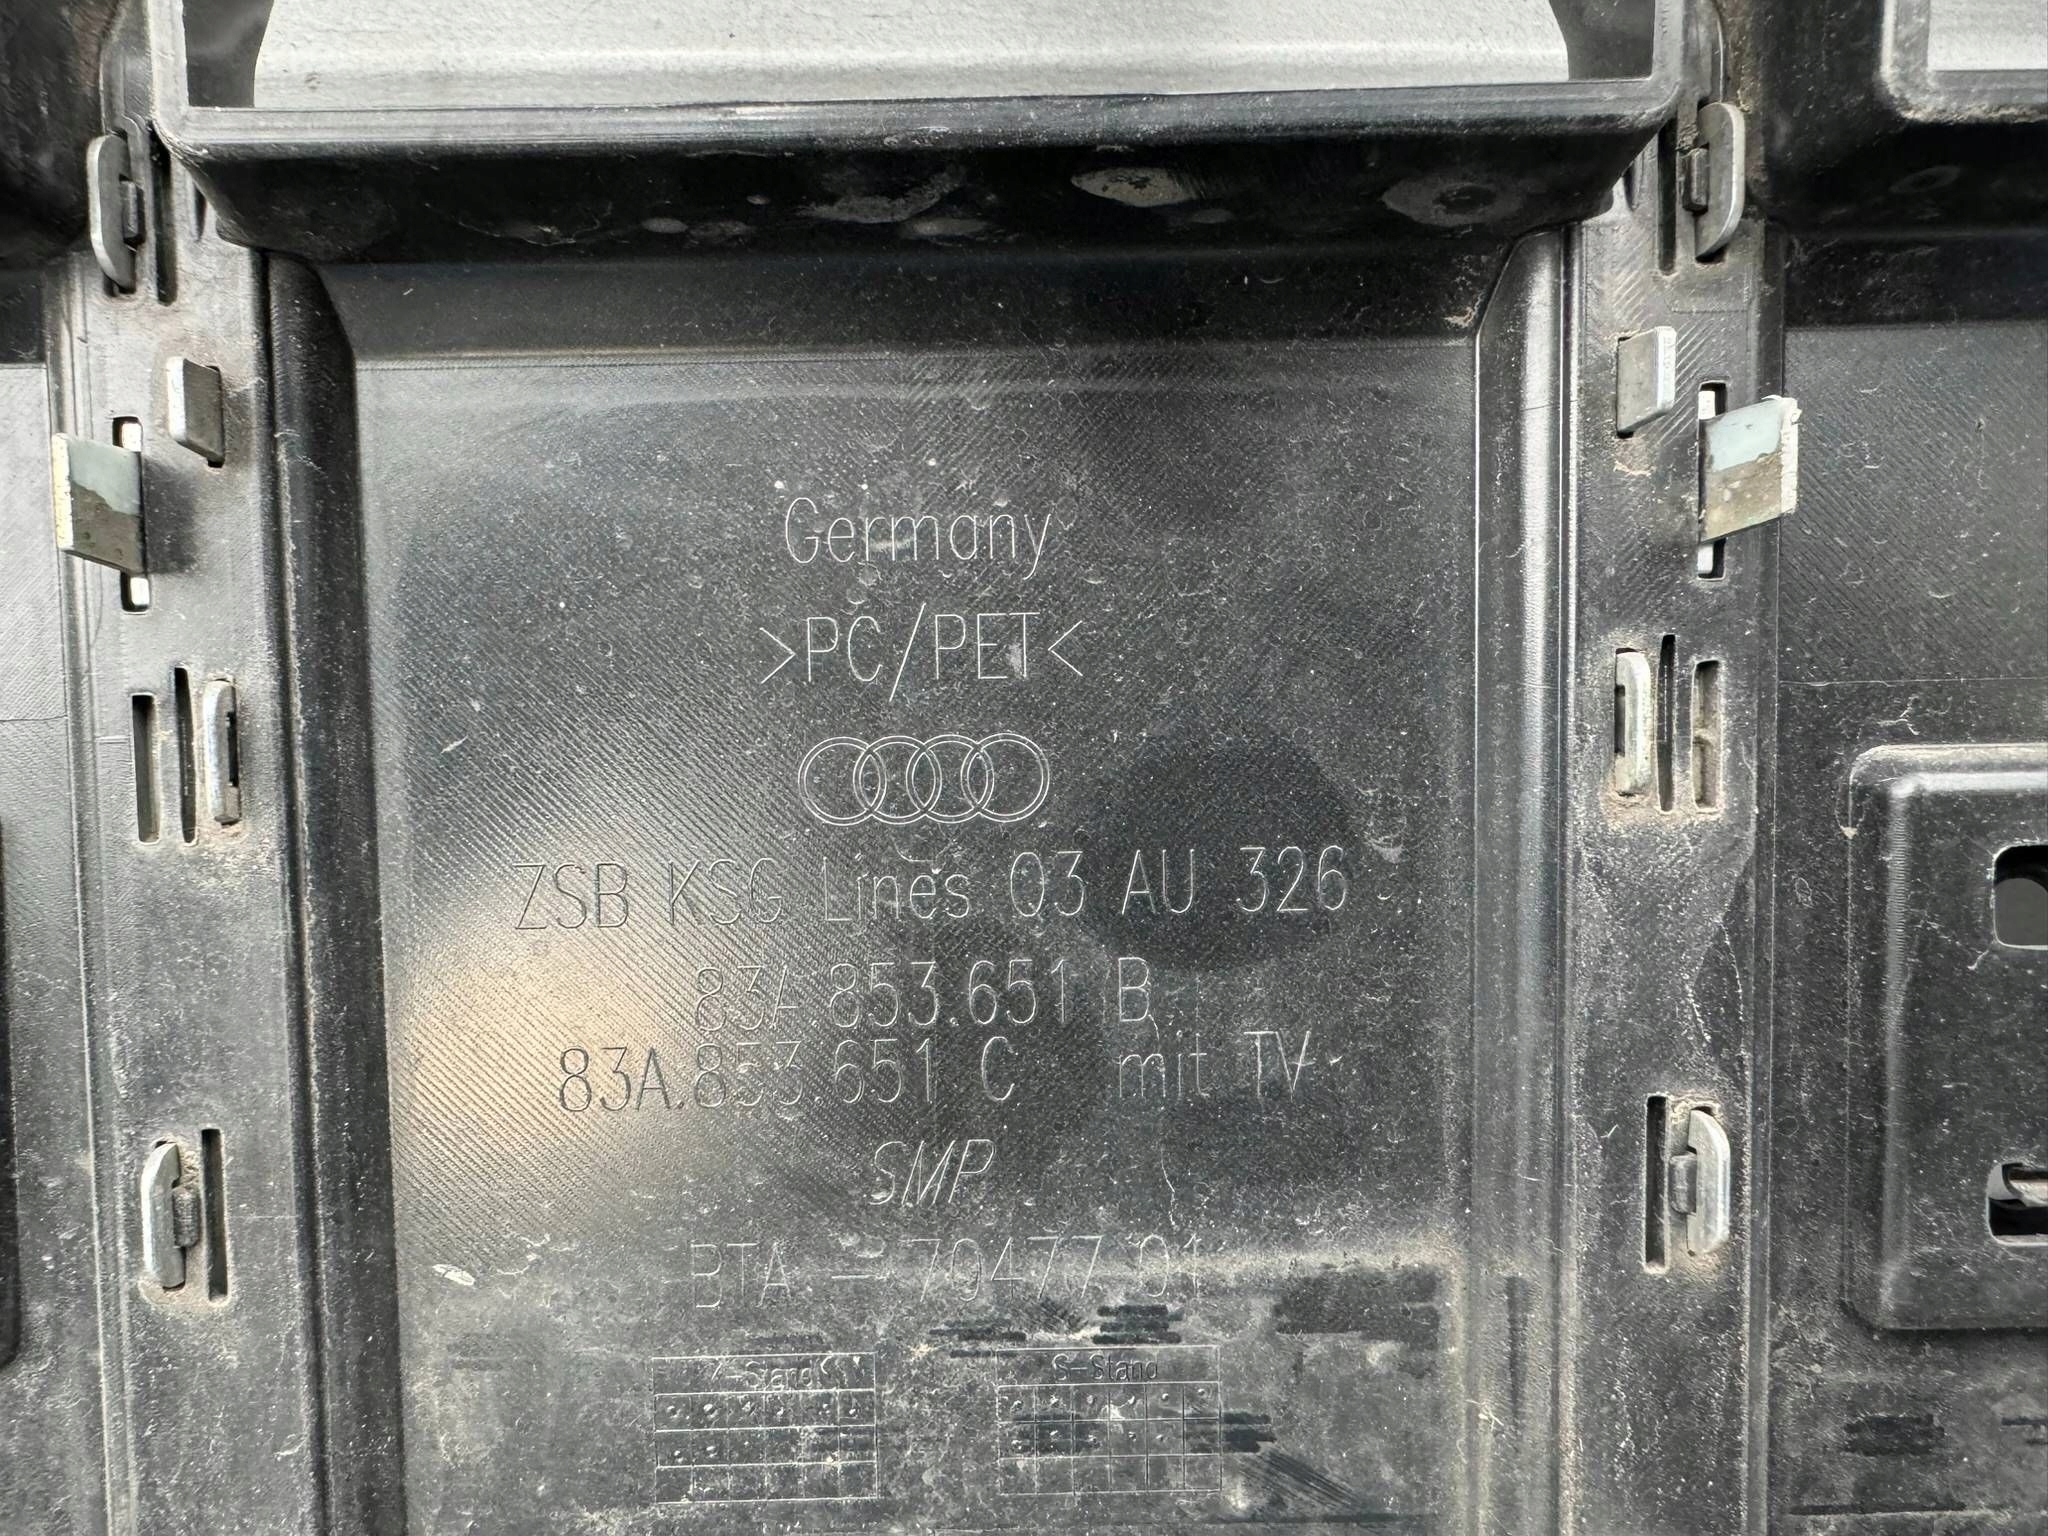 Germany
>PC/PET<
ZSB KSG Lines 03 AU 326
83A.853.651 B
83A.853.651 C mit TV
SMP
BTA - 70477 01
Z-Stand
S-Stand